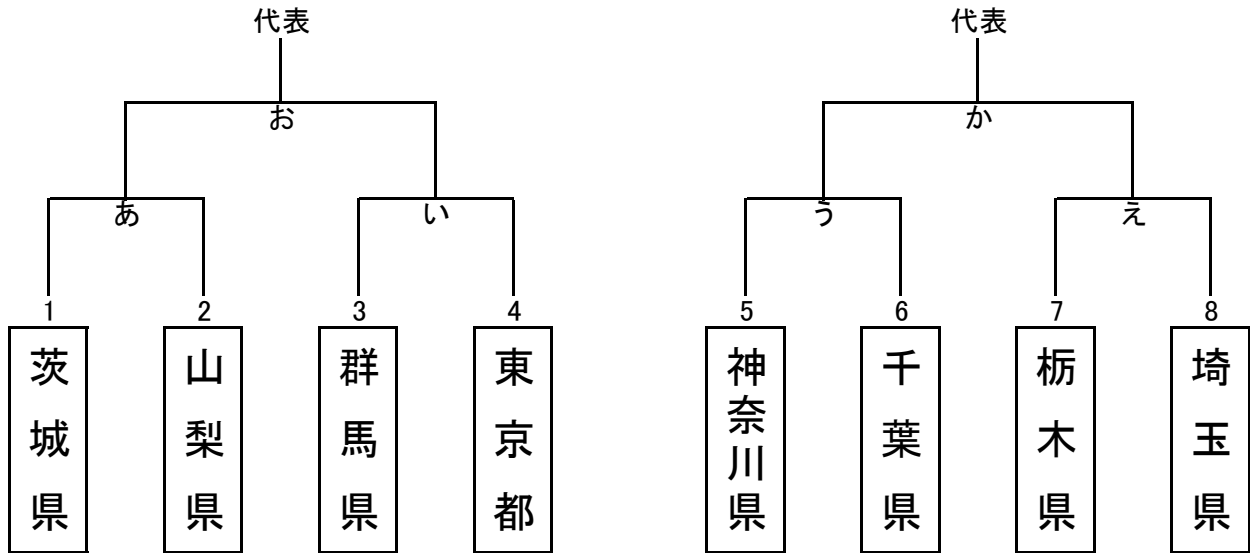 代表 代表
お か
あ い う え
1 2 3 4 5 6 7 8
茨城県
山梨県
群馬県
東京都
神奈川県
千葉県
栃木県
埼玉県